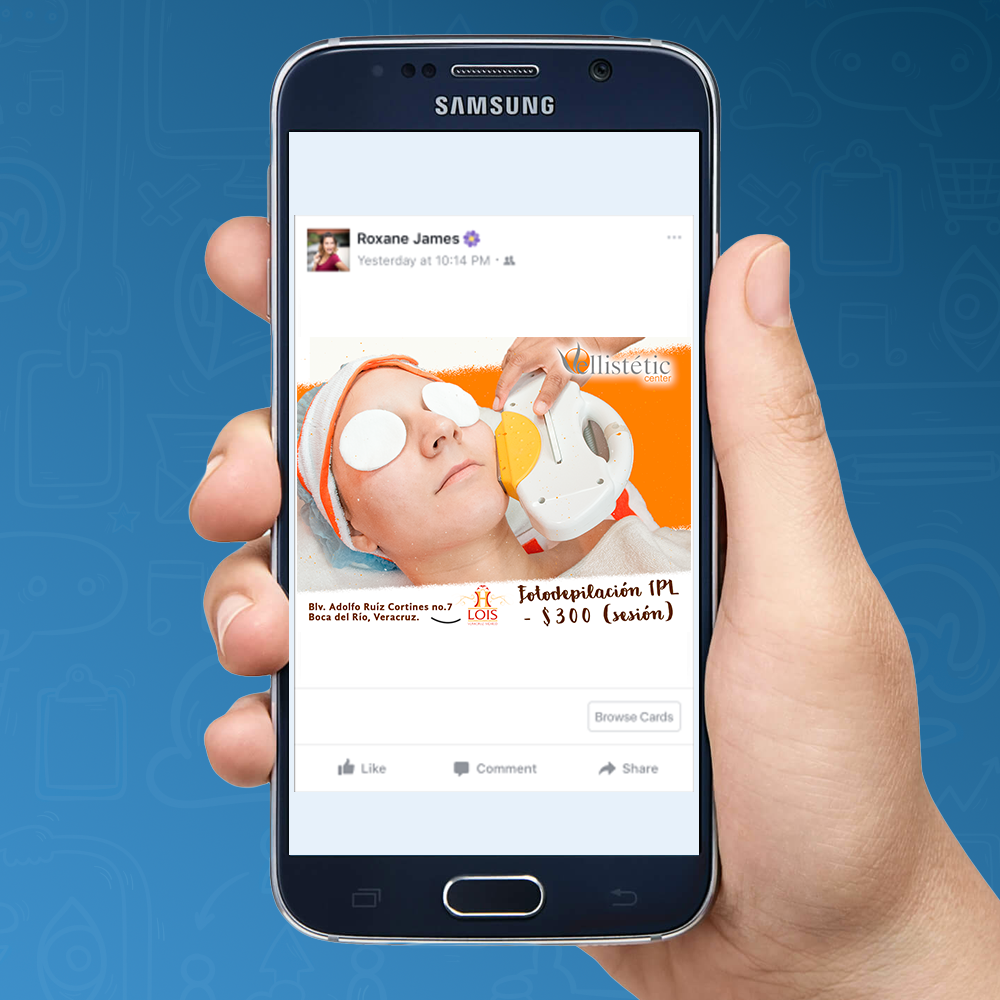 SAMSUNG
Roxane James
Yesterday at 10:14 PM
ellistétic
center
Blv. Adolfo Ruíz Cortines no.7
Boca del Río, Veracruz.
H
LOIS
Fotodepilación IPL
- $300 (sesión)
Browse Cards
Like
Comment
Share